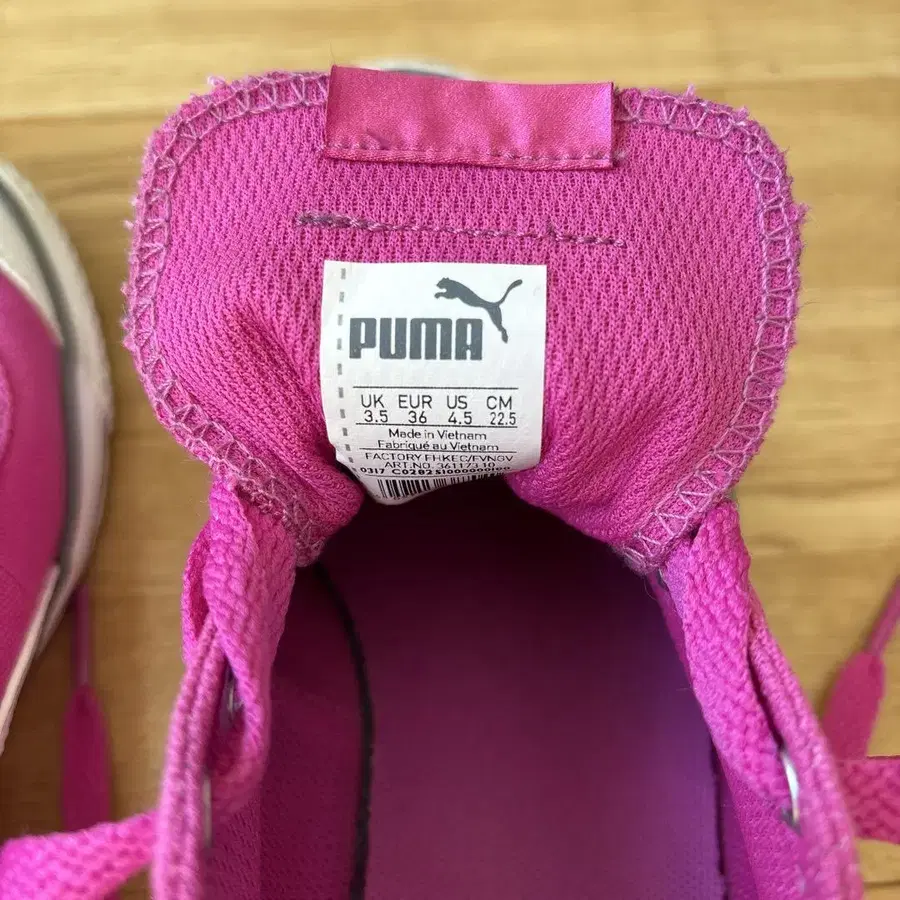 PUMA
UK EUR US CM
3.5 36 4.5 22.5
Made in Vietnam
Fabriqué au Vietnam
FACTORY FHKEC/FVNGV
ART.NO. 361173 10
0317